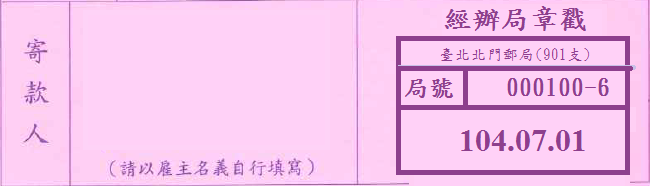 寄款人
(請以雇主名義自行填寫)
經辦局章戳
臺北北門郵局(901支)
局號 000100-6
104.07.01